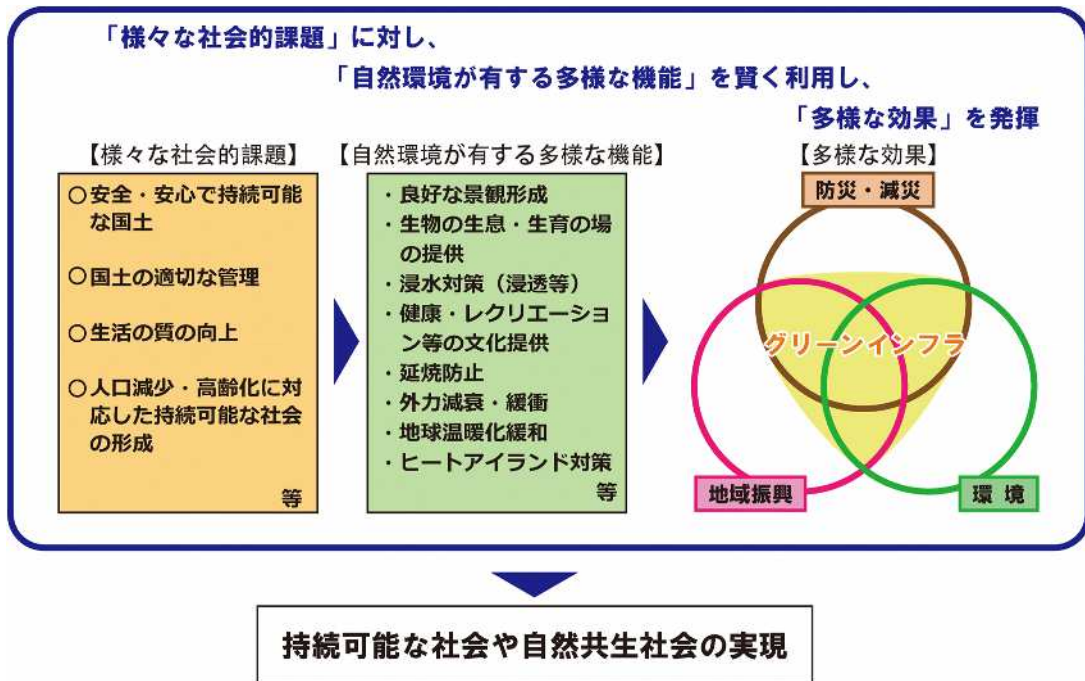 「様々な社会的課題」に対し、
「自然環境が有する多様な機能」を賢く利用し、
「多様な効果」を発揮
【様々な社会的課題】
○安全・安心で持続可能
な国土
○国土の適切な管理
○生活の質の向上
○人口減少・高齢化に対
応した持続可能な社会
の形成
等
【自然環境が有する多様な機能】
・良好な景観形成
・生物の生息・生育の場
の提供
・浸水対策（浸透等）
・健康・レクリエーショ
ン等の文化提供
・延焼防止
・外力減衰・緩衝
・地球温暖化緩和
・ヒートアイランド対策
等
【多様な効果】
防災・減災
グリーンインフラ
地域振興
環 境
持続可能な社会や自然共生社会の実現